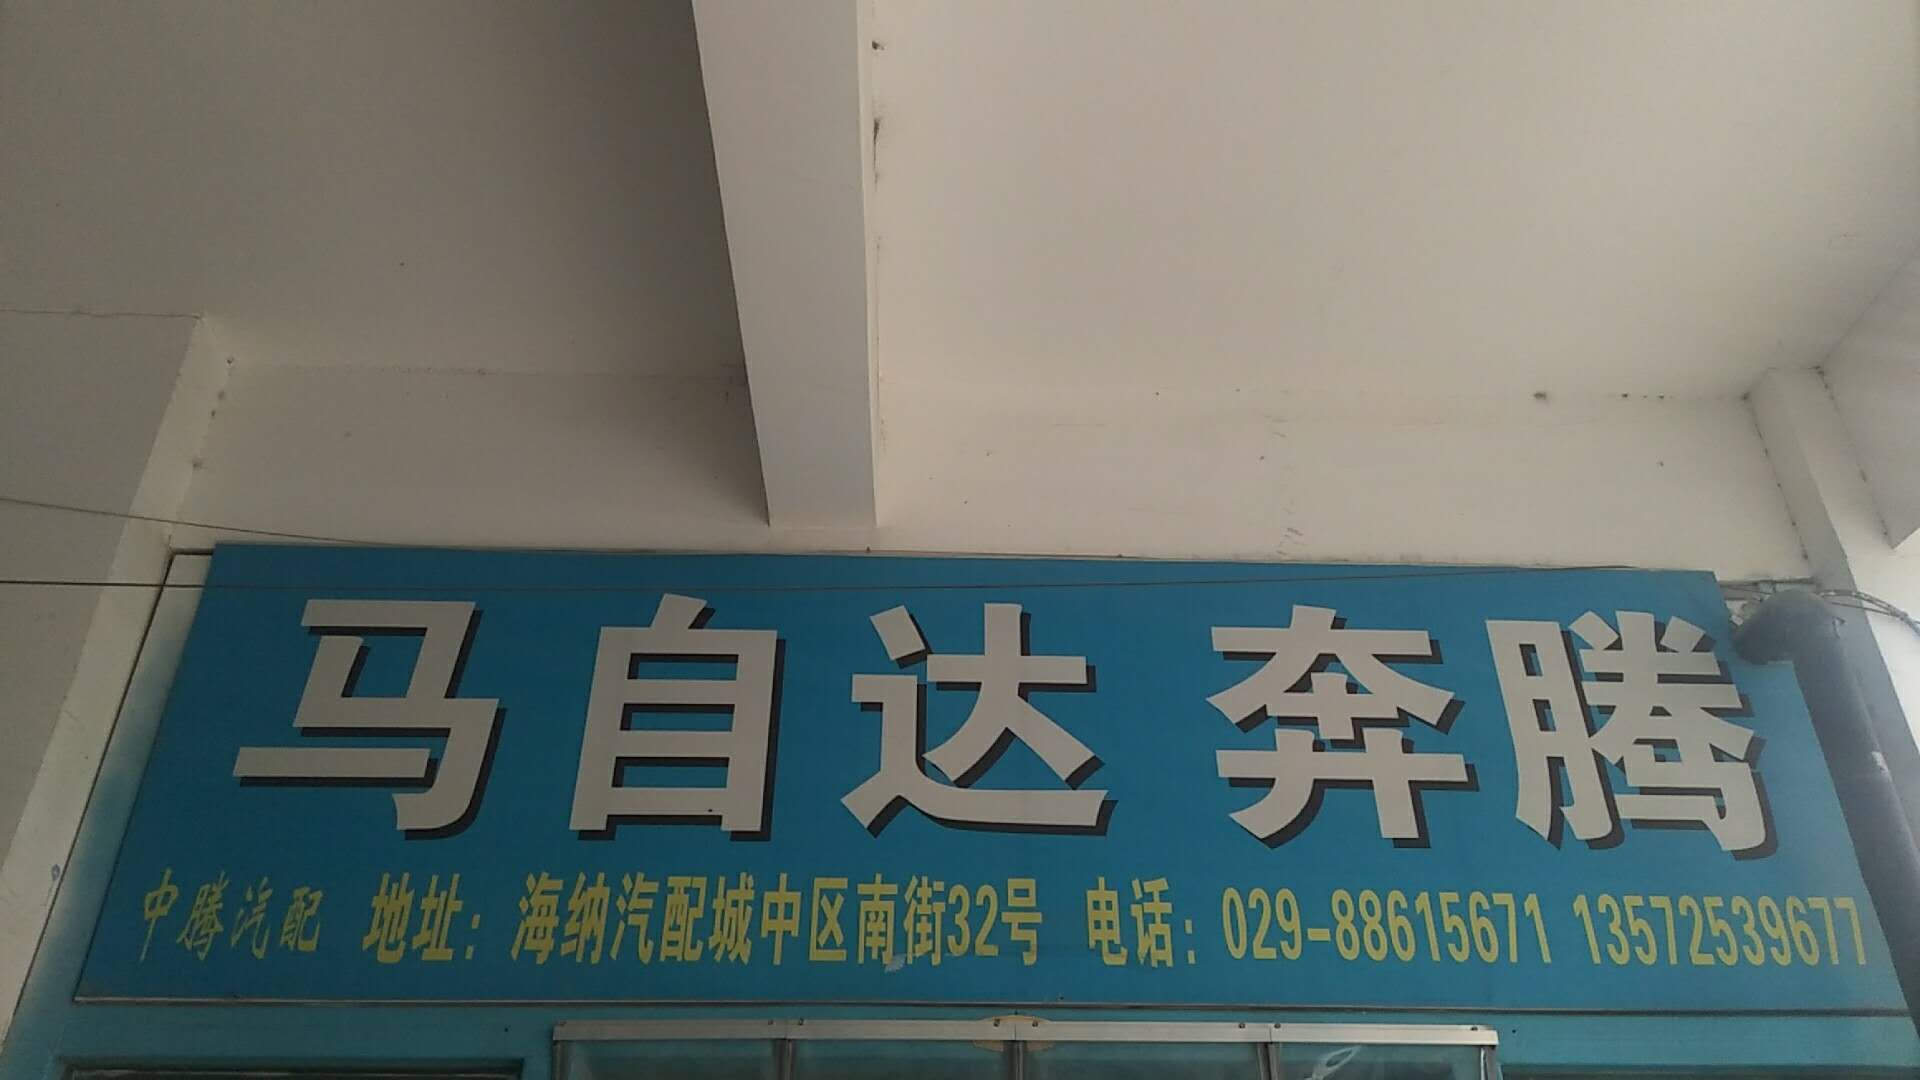 马自达 奔腾
中腾汽配 地址：海纳汽配城中区南街32号 电话：029-88615671 13572539677